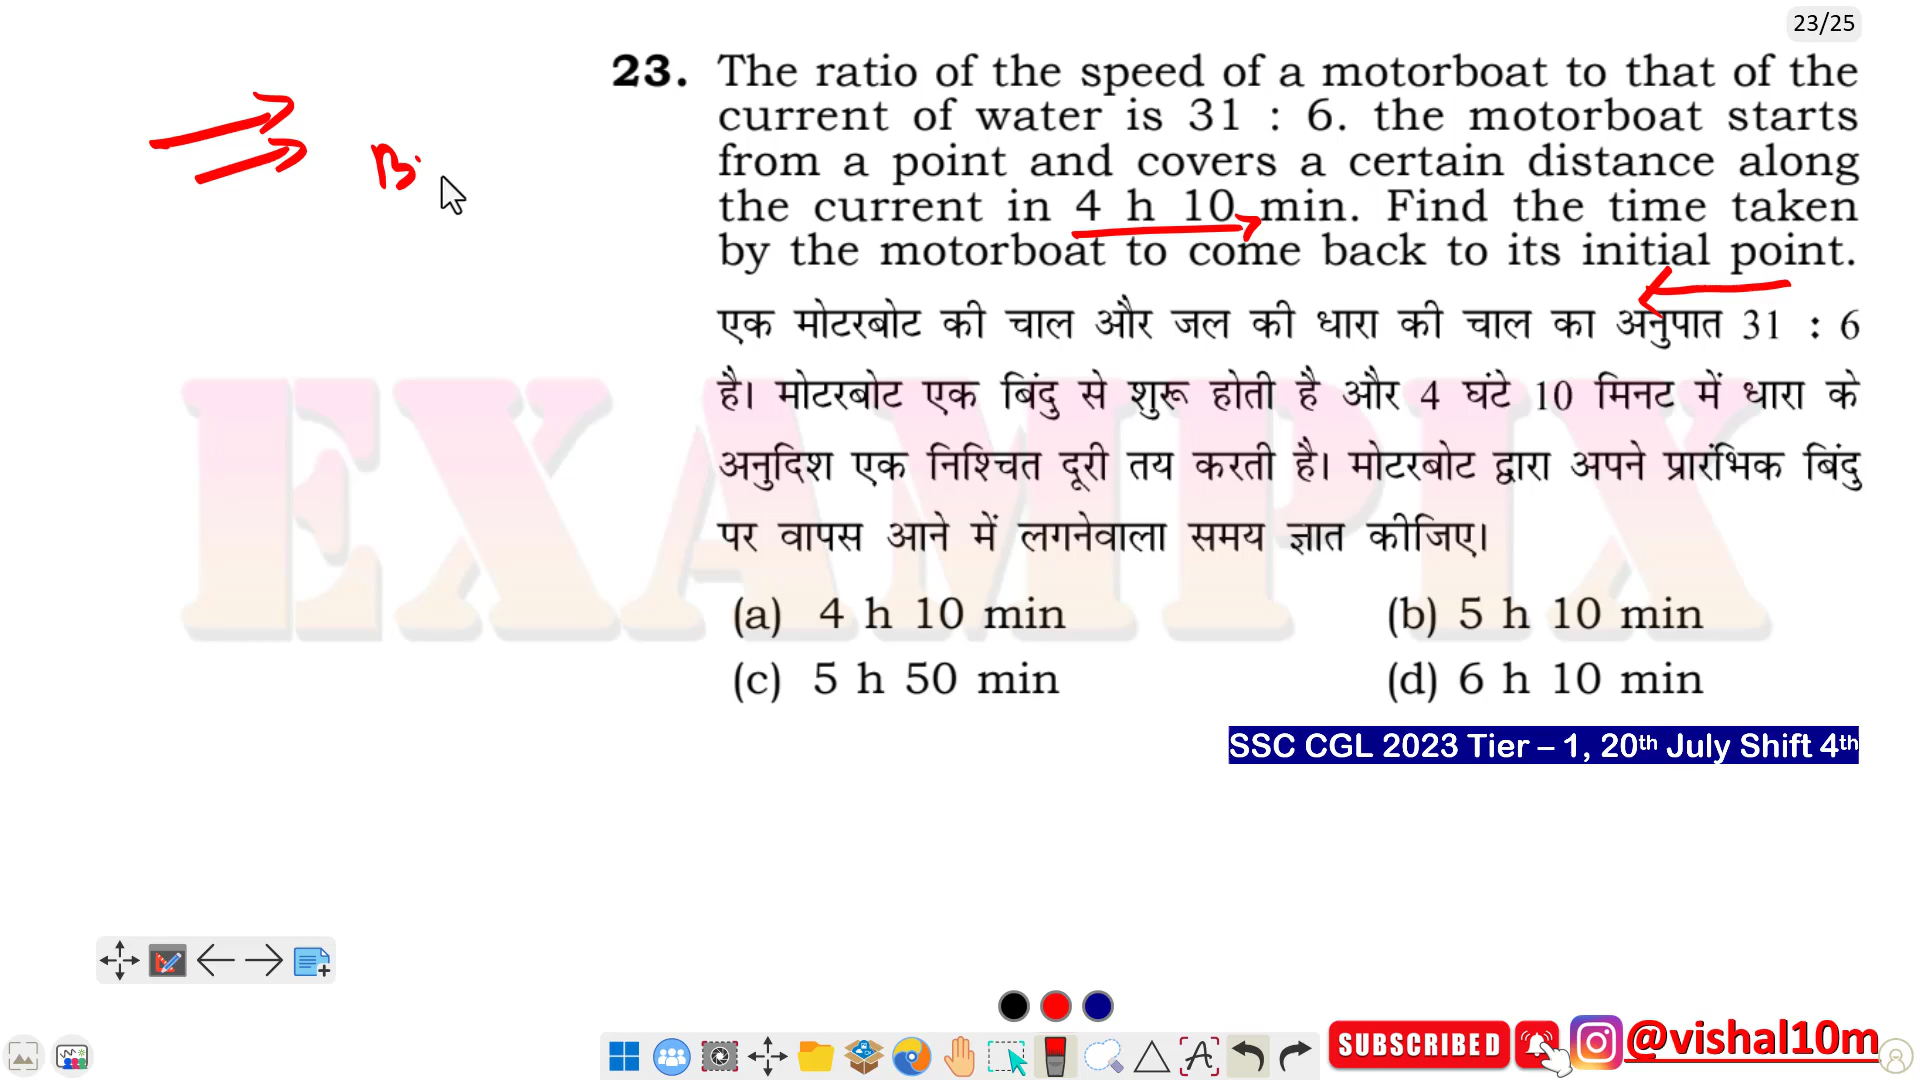 23/25
23. The ratio of the speed of a motorboat to that of the
current of water is 31 : 6. the motorboat starts
from a point and covers a certain distance along
the current in 4 h 10 min. Find the time taken
by the motorboat to come back to its initial point.
B
एक मोटरबोट की चाल और जल की धारा की चाल का अनुपात 31 : 6
है। मोटरबोट एक बिंदु से शुरू होती है और 4 घंटे 10 मिनट में धारा के
अनुदिश एक निश्चित दूरी तय करती है। मोटरबोट द्वारा अपने प्रारंभिक बिंदु
पर वापस आने में लगनेवाला समय ज्ञात कीजिए।
EXAMPIX
(a) 4 h 10 min (b) 5 h 10 min
(c) 5 h 50 min (d) 6 h 10 min
SSC CGL 2023 Tier – 1, 20th July Shift 4th
SUBSCRIBED @vishal10m